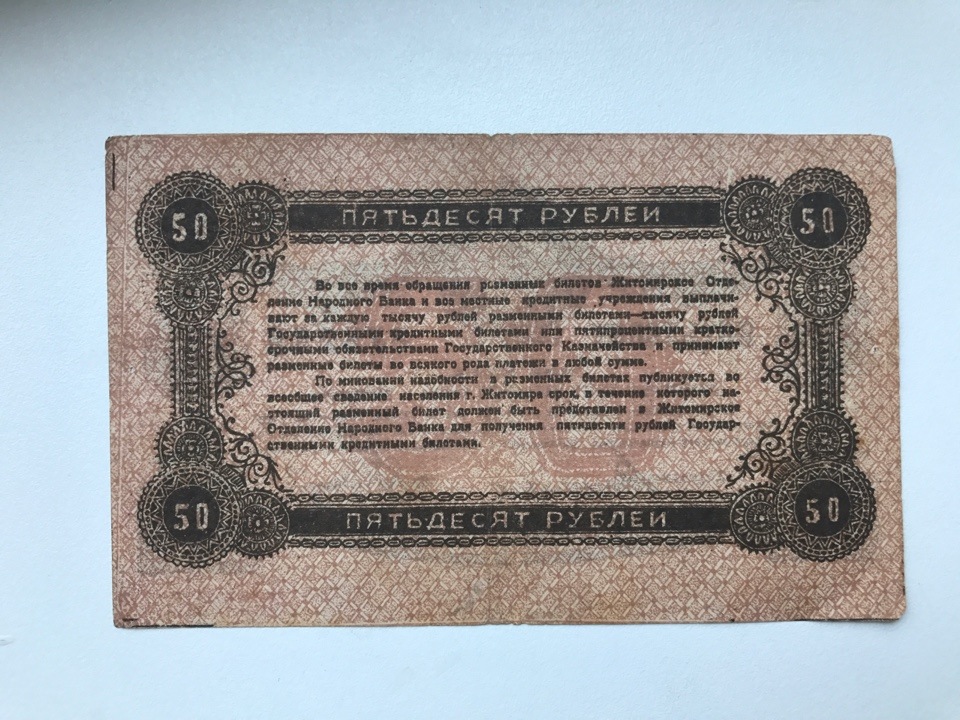 50
ПЯТЬДЕСЯТ РУБЛЕЙ
50
Во все время обращения разменных билетов Житомирское Отде-
ление Народного Банка и все местные кредитные учреждения выплачи-
вают за каждую тысячу рублей разменными билетами—тысячу рублей
Государственными кредитными билетами или пятипроцентными кратко-
срочными обязательствами Государственного Казначейства и принимают
разменные билеты во всякого рода платежи в любой сумме.
По миновании надобности в разменных билетах публикуется во
всеобщее сведение населения г. Житомира срок, в течение которого на-
стоящий разменный билет должен быть представлен в Житомирское
Отделение Народного Банка для получения пятидесяти рублей Государ-
ственными кредитными билетами.
50
ПЯТЬДЕСЯТ РУБЛЕЙ
50